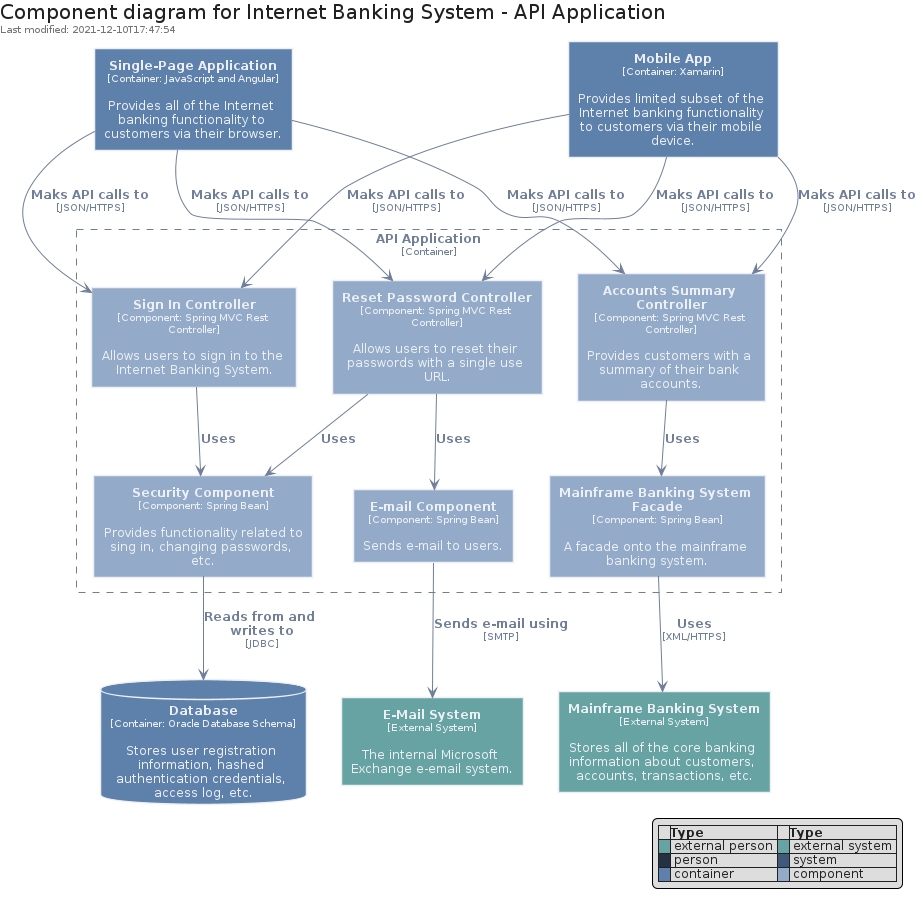 Component diagram for Internet Banking System - API Application
Last modified: 2021-12-10T17:47:54
Single-Page Application
[Container: JavaScript and Angular]
Provides all of the Internet
banking functionality to
customers via their browser.
Mobile App
[Container: Xamarin]
Provides limited subset of the
Internet banking functionality
to customers via their mobile
device.
Maks API calls to
[JSON/HTTPS]
Maks API calls to
[JSON/HTTPS]
Maks API calls to
[JSON/HTTPS]
Maks API calls to
[JSON/HTTPS]
Maks API calls to
[JSON/HTTPS]
Maks API calls to
[JSON/HTTPS]
API Application
[Container]
Sign In Controller
[Component: Spring MVC Rest
Controller]
Allows users to sign in to the
Internet Banking System.
Reset Password Controller
[Component: Spring MVC Rest
Controller]
Allows users to reset their
passwords with a single use
URL.
Accounts Summary
Controller
[Component: Spring MVC Rest
Controller]
Provides customers with a
summary of their bank
accounts.
Uses
Uses
Uses
Uses
Security Component
[Component: Spring Bean]
Provides functionality related to
sing in, changing passwords,
etc.
E-mail Component
[Component: Spring Bean]
Sends e-mail to users.
Mainframe Banking System
Facade
[Component: Spring Bean]
A facade onto the mainframe
banking system.
Reads from and
writes to
[JDBC]
Sends e-mail using
[SMTP]
Uses
[XML/HTTPS]
Database
[Container: Oracle Database Schema]
Stores user registration
information, hashed
authentication credentials,
access log, etc.
E-Mail System
[External System]
The internal Microsoft
Exchange e-email system.
Mainframe Banking System
[External System]
Stores all of the core banking
information about customers,
accounts, transactions, etc.
Type Type
external person external system
person system
container component